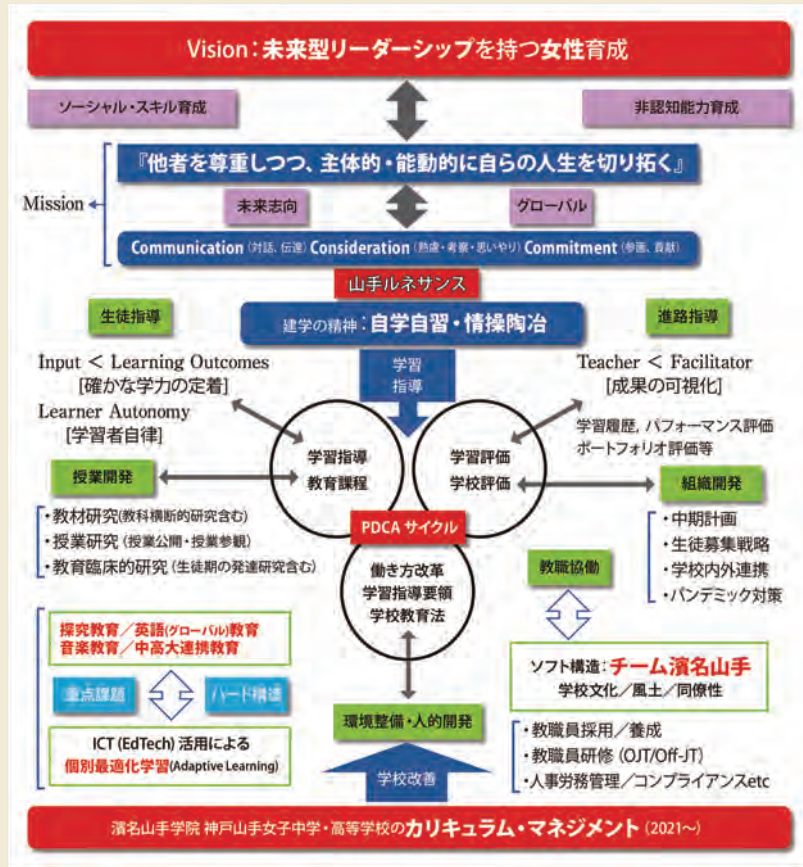 Vision：未来型リーダーシップを持つ女性育成
ソーシャル・スキル育成
非認知能力育成
『他者を尊重しつつ、主体的・能動的に自らの人生を切り拓く』
Mission
未来志向
グローバル
Communication（対話、伝達）Consideration（熟慮・考察・思いやり）Commitment（参画、貢献）
山手ルネサンス
生徒指導
建学の精神：自学自習・情操陶冶
進路指導
Input < Learning Outcomes
[確かな学力の定着]
Learner Autonomy
[学習者自律]
学習
指導
Teacher < Facilitator
[成果の可視化]
学習履歴，パフォーマンス評価
ポートフォリオ評価等
学習指導
教育課程
学習評価
学校評価
授業開発
組織開発
・教材研究(教科横断的研究含む)
・授業研究（授業公開・授業参観）
・教育臨床的研究（生徒期の発達研究含む）
PDCA サイクル
働き方改革
学習指導要領
学校教育法
教職協働
・中期計画
・生徒募集戦略
・学校内外連携
・パンデミック対策
探究教育／英語(グローバル)教育
音楽教育／中高大連携教育
重点課題
ハード構造
ICT (EdTech) 活用による
個別最適化学習(Adaptive Learning)
ソフト構造：チーム濱名山手
学校文化／風土／同僚性
環境整備・人的開発
・教職員採用／養成
・教職員研修 (OJT/Off-JT)
・人事労務管理／コンプライアンスetc
学校改善
濱名山手学院 神戸山手女子中学・高等学校のカリキュラム・マネジメント（2021～）